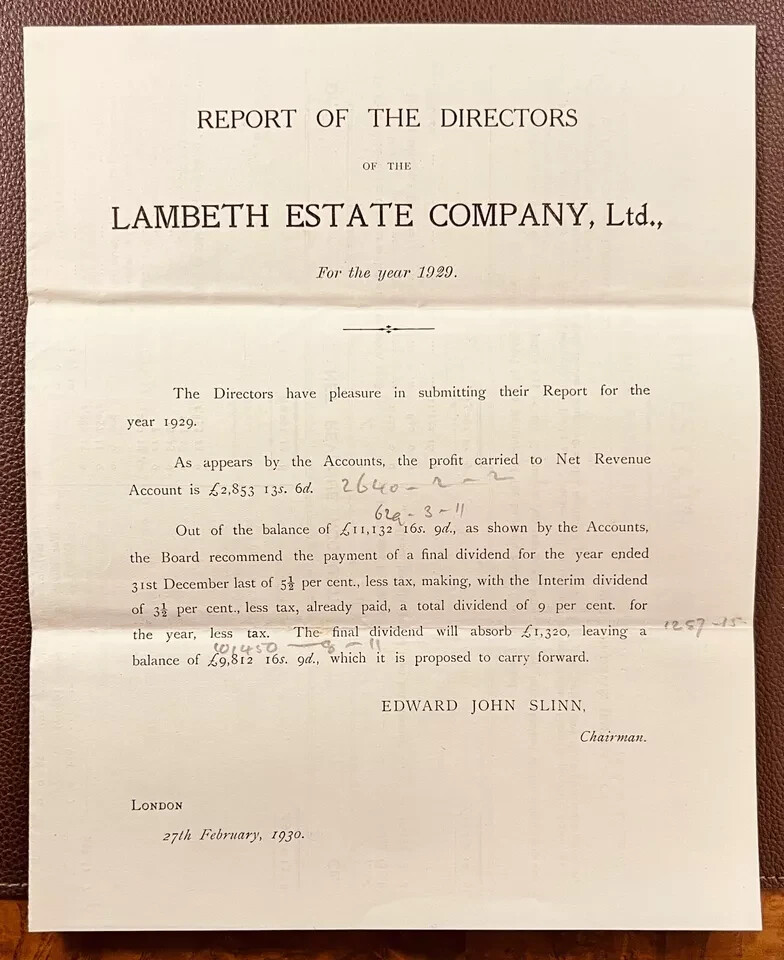 REPORT OF THE DIRECTORS
OF THE
LAMBETH ESTATE COMPANY, Ltd.,
For the year 1929.
The Directors have pleasure in submitting their Report for the
year 1929.
As appears by the Accounts, the profit carried to Net Revenue
Account is £2,853 13s. 6d. 2640 - 2 - 2
629 - 3 - 11
Out of the balance of £11,132 16s. 9d., as shown by the Accounts,
the Board recommend the payment of a final dividend for the year ended
31st December last of 5½ per cent., less tax, making, with the Interim dividend
of 3½ per cent., less tax, already paid, a total dividend of 9 per cent. for
the year, less tax. The final dividend will absorb £1,320, leaving a 1257-15-
- 8 - 11
balance of £9,812 16s. 9d., which it is proposed to carry forward.
EDWARD JOHN SLINN,
Chairman.
LONDON
27th February, 1930.